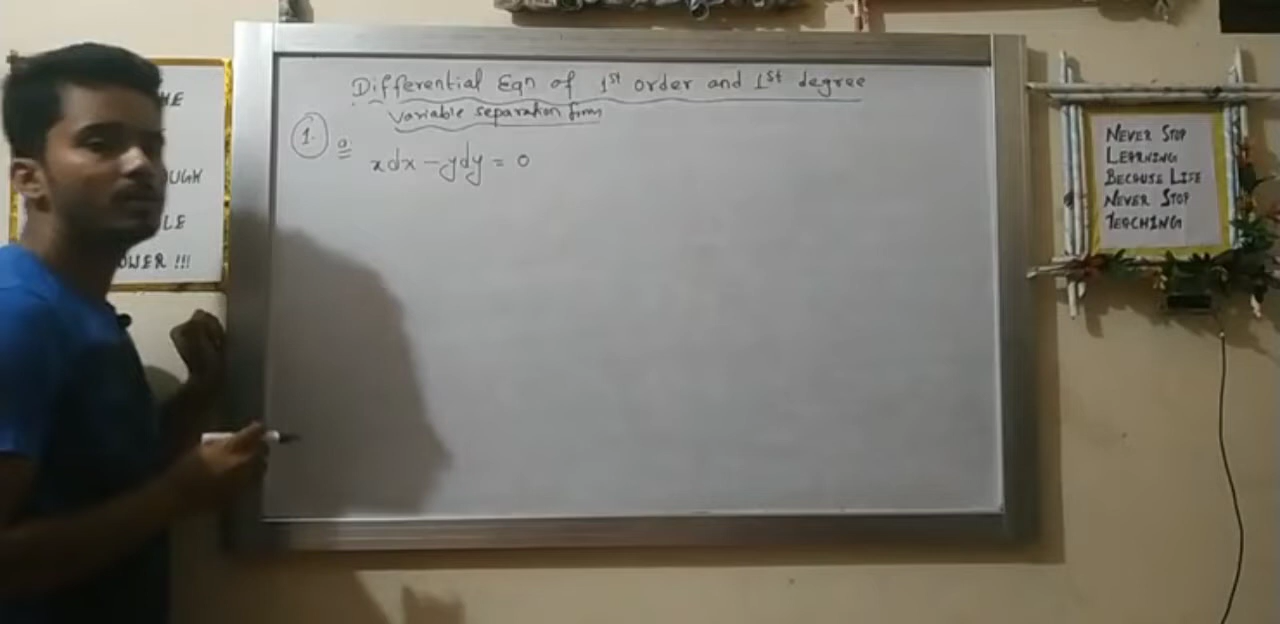 Differential Eqn of 1st order and 1st degree
variable separation form
1. a.
xdx - ydy = 0
HE
UGH
LE
OWER !!!
NEVER STOP
LEARNING
BECAUSE LIFE
NEVER STOP
TEACHING